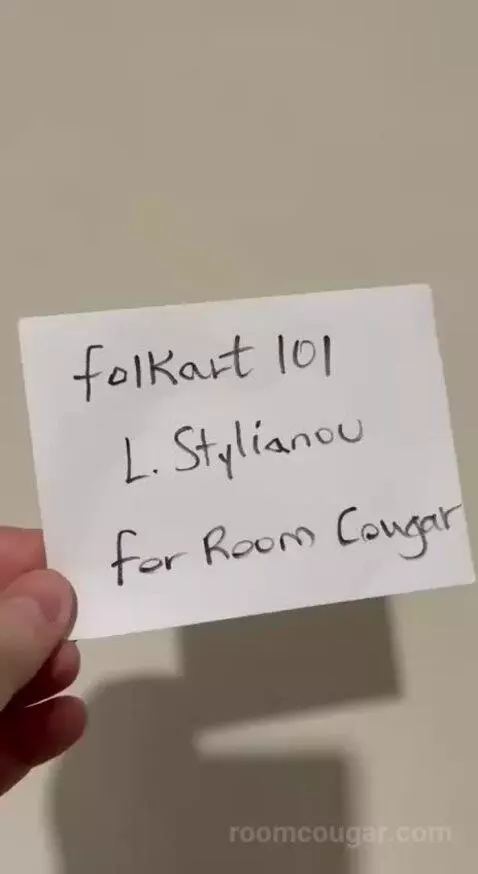 folkart 101
L. Stylianou
for Room Cougar
roomcougar.com